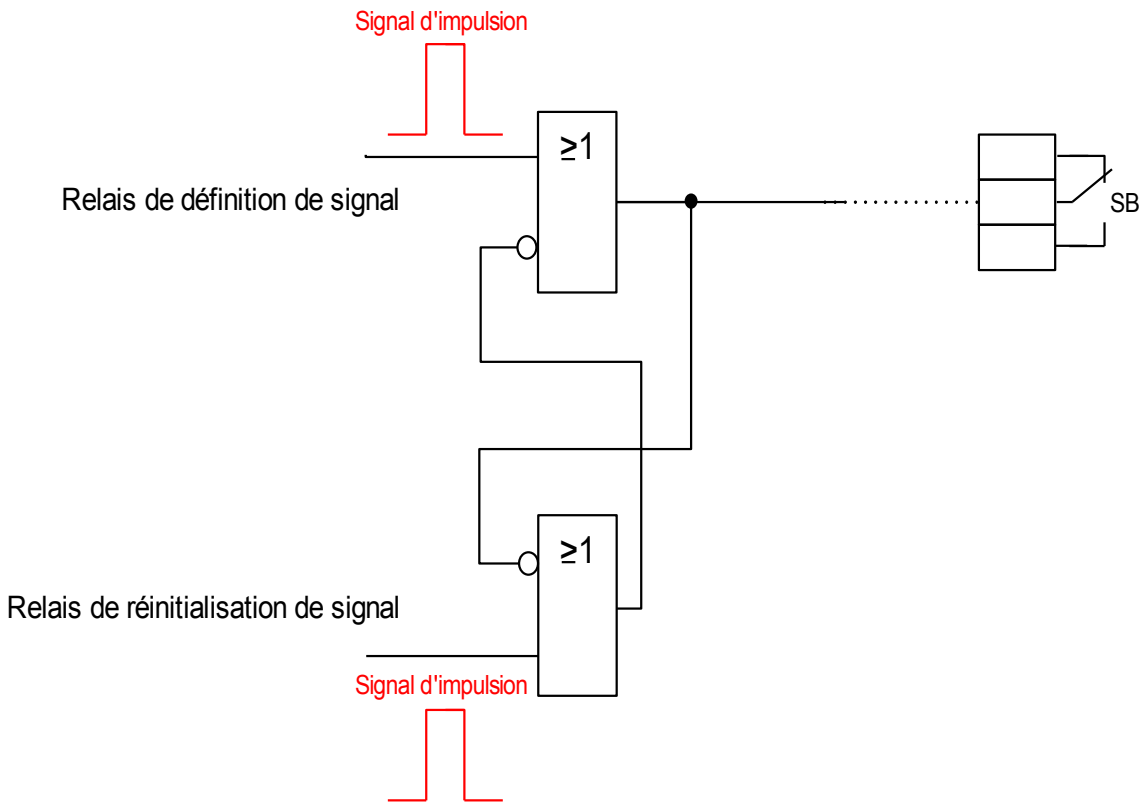 Signal d'impulsion
≥1
Relais de définition de signal
SB
≥1
Relais de réinitialisation de signal
Signal d'impulsion